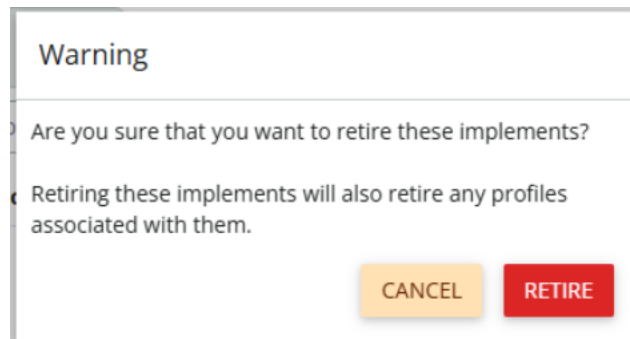 Warning
Are you sure that you want to retire these implements?
Retiring these implements will also retire any profiles
associated with them.
CANCEL
RETIRE